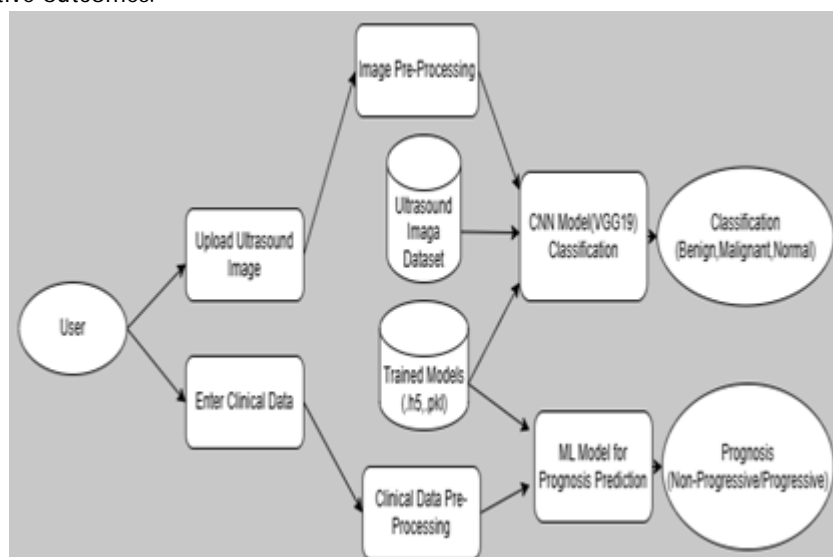 Image Pre-Processing
Ultrasound
Imaga
Dataset
CNN Model(VGG19)
Classification
Classification
(Benign,Malignant,Normal)
Upload Ultrasound
Image
User
Trained Models
(.h5,.pkl)
Enter Clinical Data
ML Model for
Prognosis Prediction
Prognosis
(Non-Progressive/Progressive)
Clinical Data Pre-
Processing